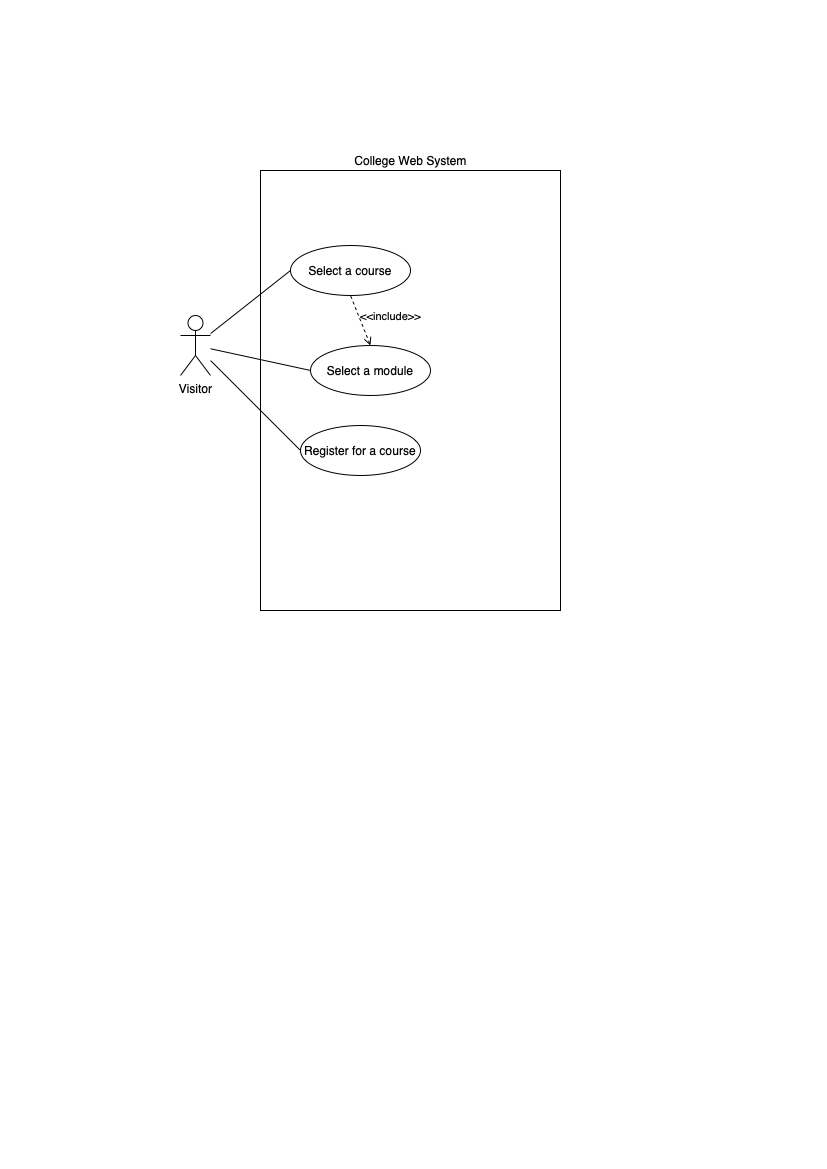 College Web System
Select a course
<<include>>
Select a module
Visitor
Register for a course